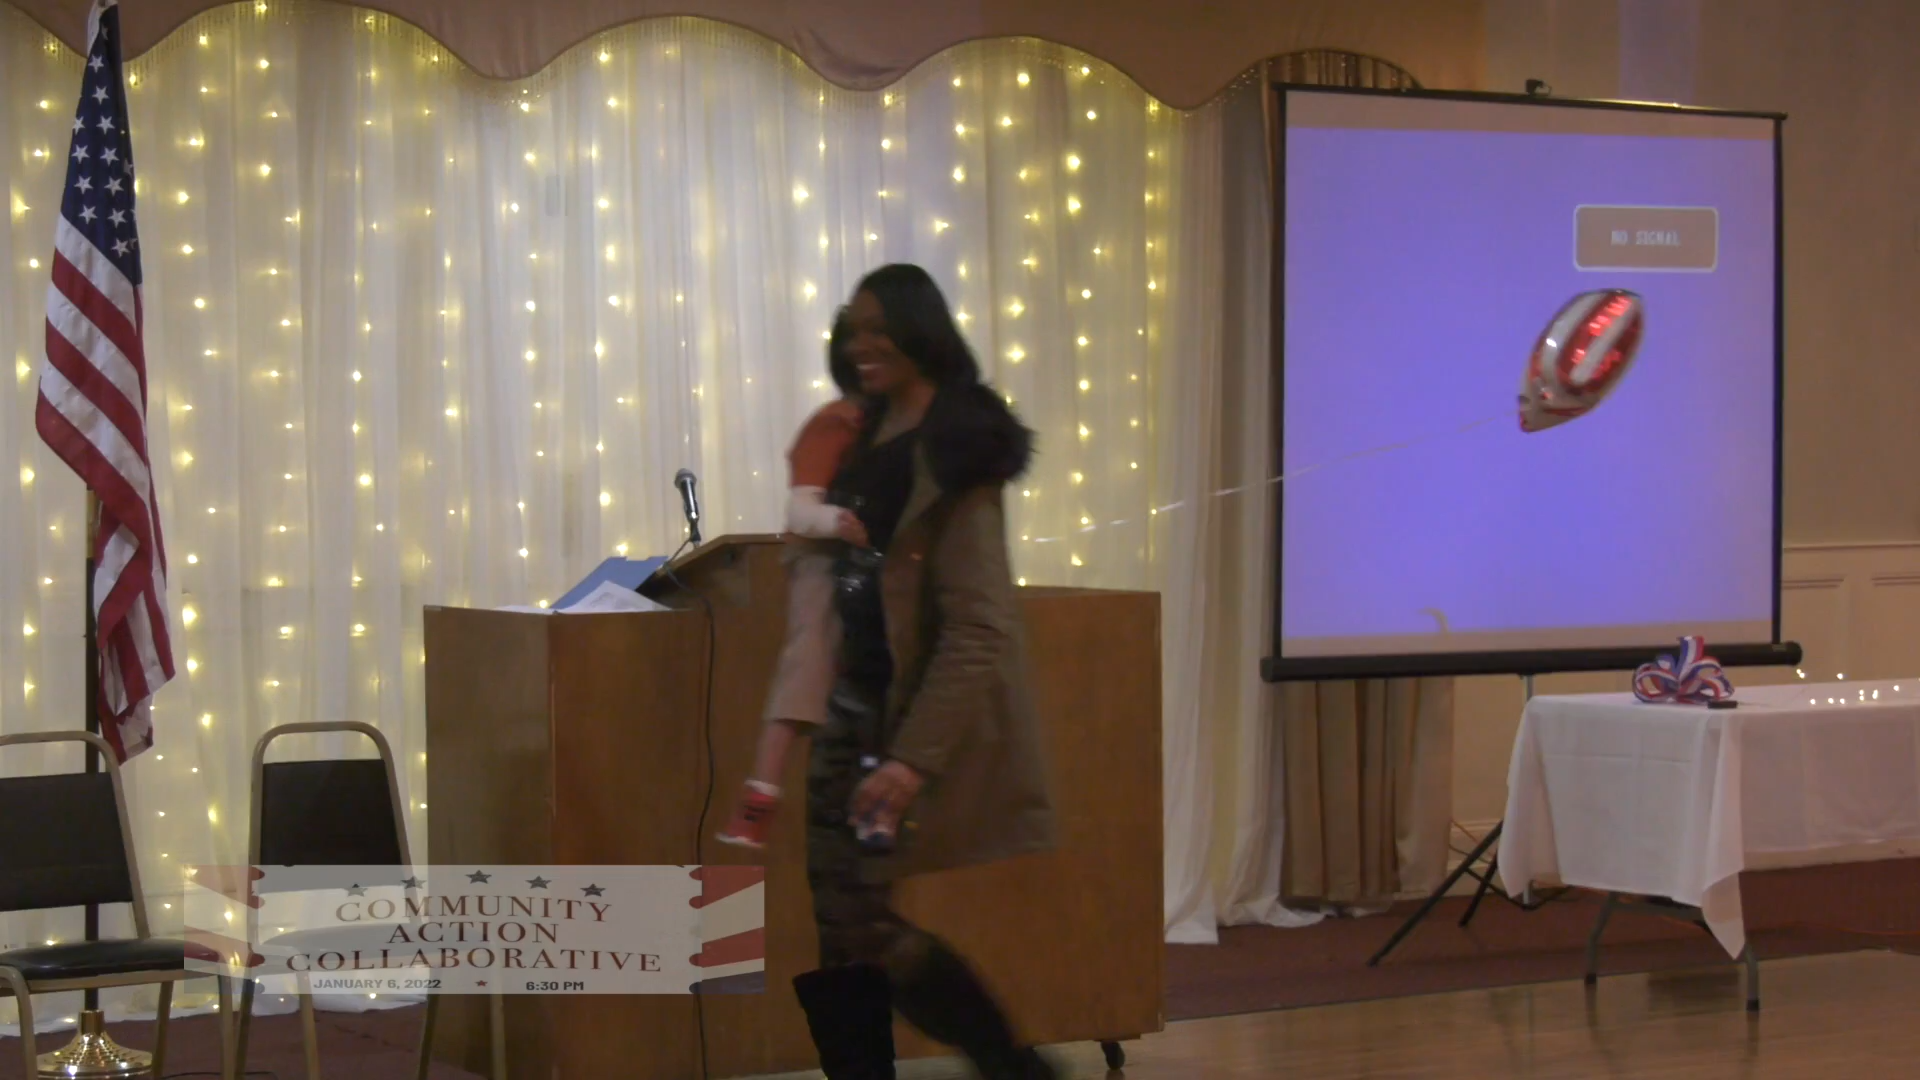 NO SIGNAL
COMMUNITY
ACTION
COLLABORATIVE
JANUARY 6, 2022 ★ 6:30 PM